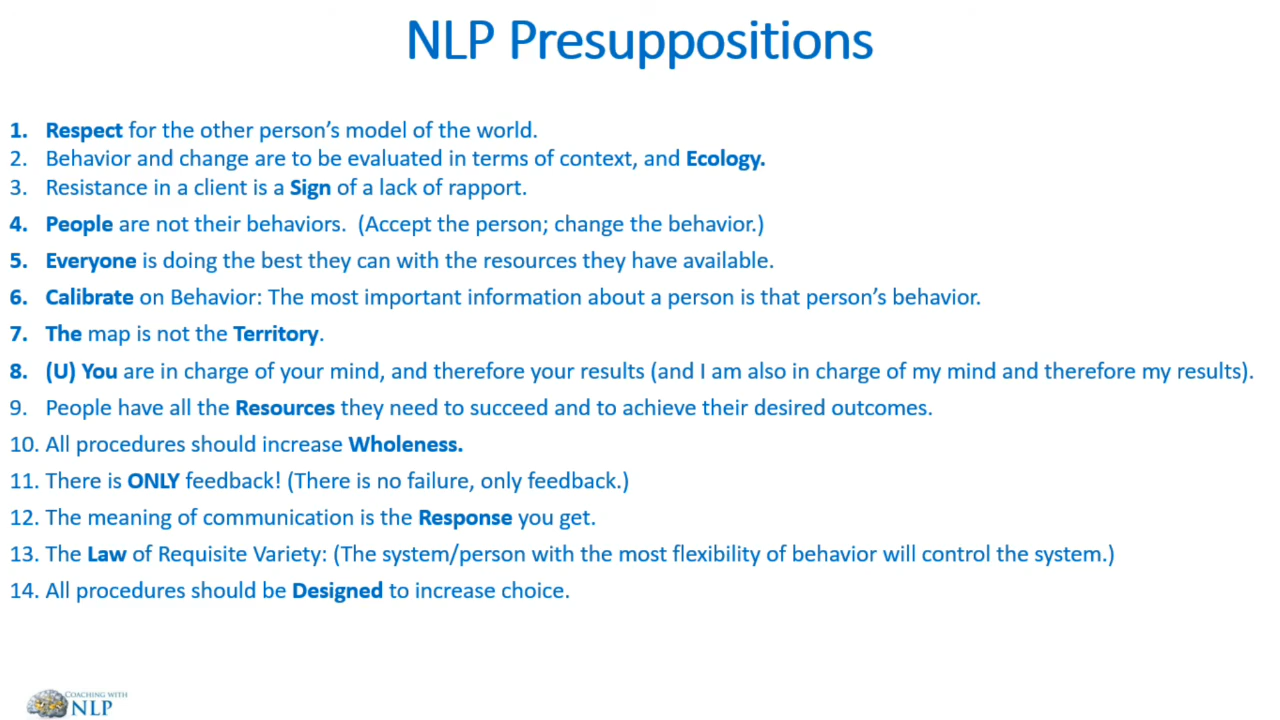 NLP Presuppositions
1. Respect for the other person's model of the world.
2. Behavior and change are to be evaluated in terms of context, and Ecology.
3. Resistance in a client is a Sign of a lack of rapport.
4. People are not their behaviors. (Accept the person; change the behavior.)
5. Everyone is doing the best they can with the resources they have available.
6. Calibrate on Behavior: The most important information about a person is that person's behavior.
7. The map is not the Territory.
8. (U) You are in charge of your mind, and therefore your results (and I am also in charge of my mind and therefore my results).
9. People have all the Resources they need to succeed and to achieve their desired outcomes.
10. All procedures should increase Wholeness.
11. There is ONLY feedback! (There is no failure, only feedback.)
12. The meaning of communication is the Response you get.
13. The Law of Requisite Variety: (The system/person with the most flexibility of behavior will control the system.)
14. All procedures should be Designed to increase choice.
COACHING WITH
NLP